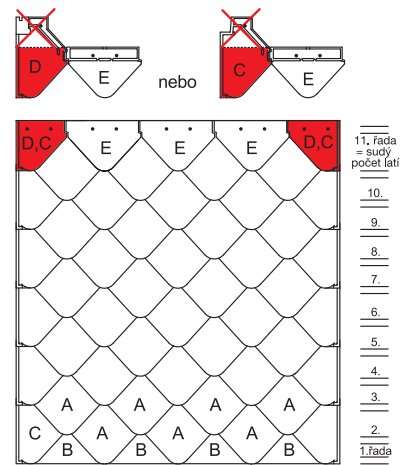 D
E
nebo
C
E
D,C
E
E
E
D,C
11. řada
= sudý
počet latí
10.
9.
8.
7.
6.
5.
4.
A
A
A
A
3.
C
A
A
A
2.
B
B
B
B
1.řada